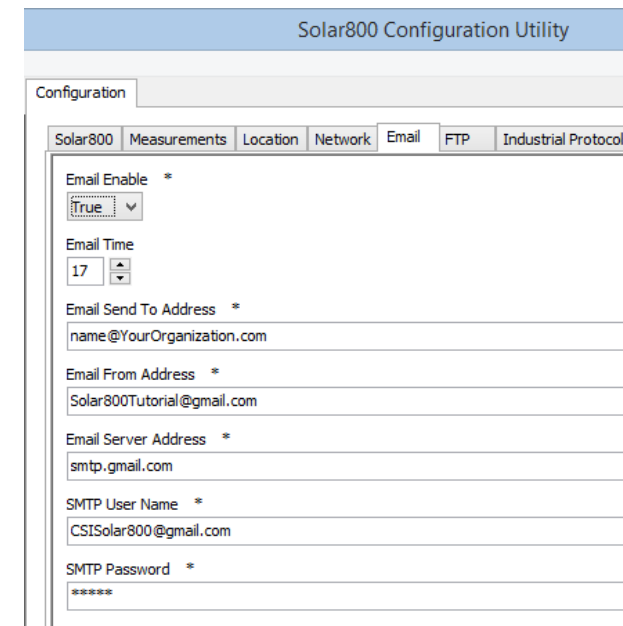 Solar800 Configuration Utility
Configuration
Solar800 Measurements Location Network Email FTP Industrial Protocol
Email Enable *
True
Email Time
17
Email Send To Address *
name@YourOrganization.com
Email From Address *
Solar800Tutorial@gmail.com
Email Server Address *
smtp.gmail.com
SMTP User Name *
CSISolar800@gmail.com
SMTP Password *
*****